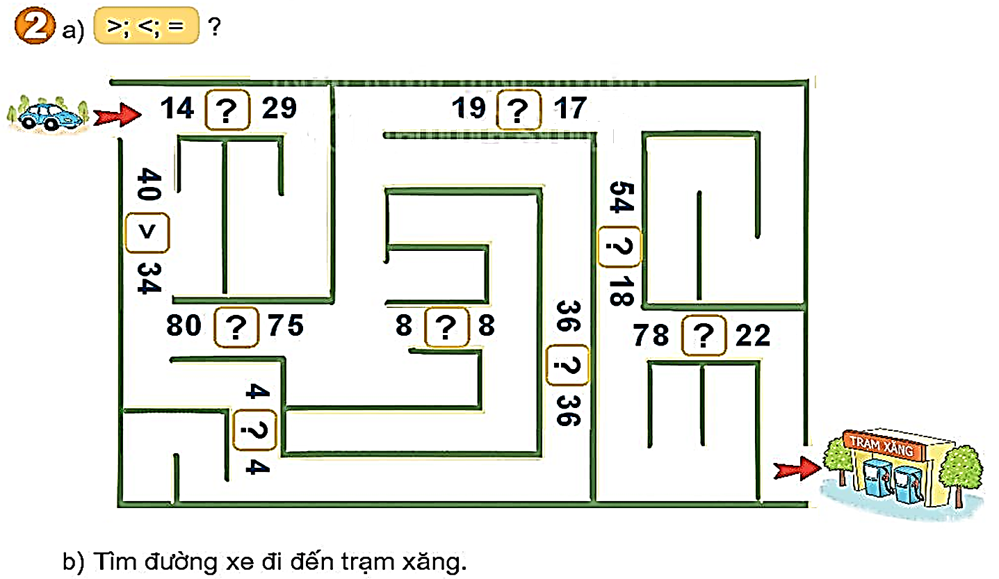 2 a) >; <; = ?
14 ? 29
19 ? 17
40 > 34
54 ? 18
80 ? 75
8 ? 8
36 ? 36
78 ? 22
4 ? 4
TRẠM XĂNG
b) Tìm đường xe đi đến trạm xăng.